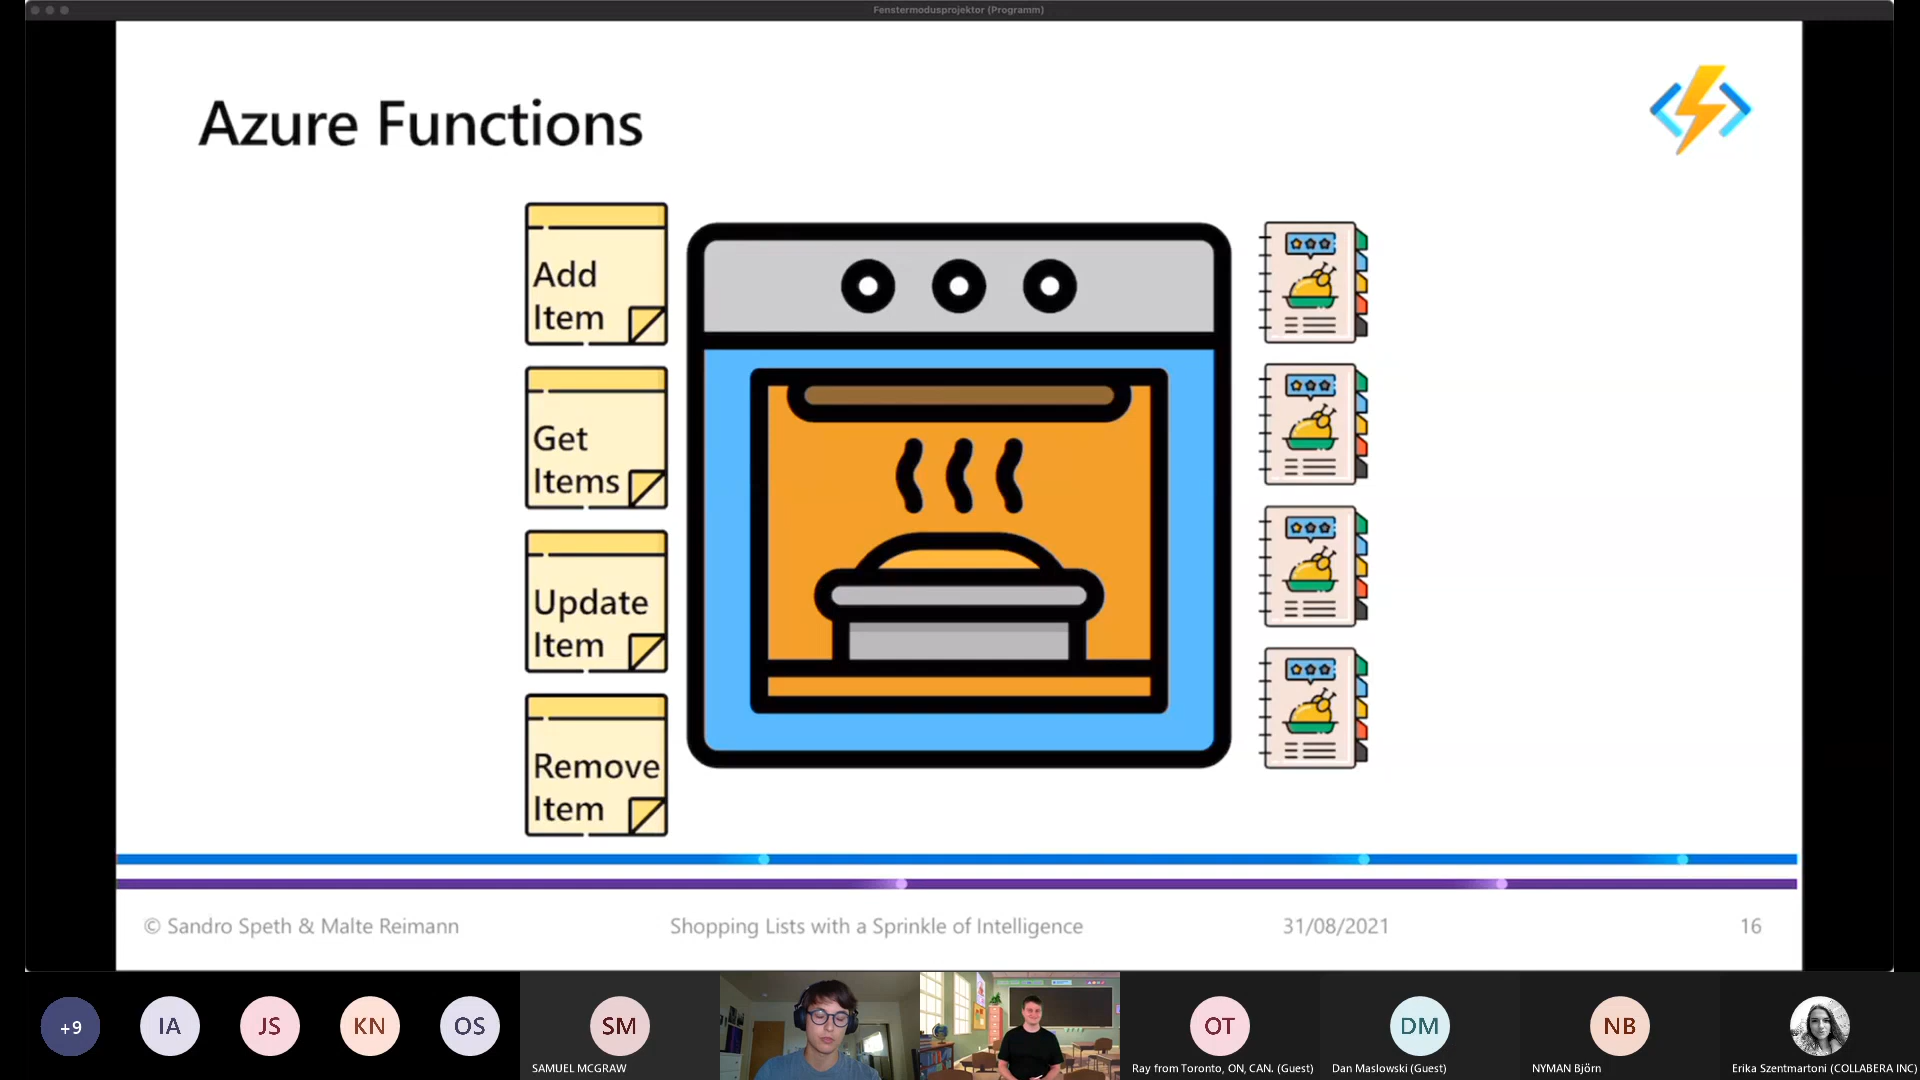 Fenstermodusprojektor (Programm)
Azure Functions
Add
Item
Get
Items
Update
Item
Remove
Item
© Sandro Speth & Malte Reimann
Shopping Lists with a Sprinkle of Intelligence
31/08/2021
16
+9
IA
JS
KN
OS
SM
SAMUEL MCGRAW
OT
Ray from Toronto, ON, CAN. (Guest)
DM
Dan Maslowski (Guest)
NB
NYMAN Björn
Erika Szentmartoni (COLLABERA INC)